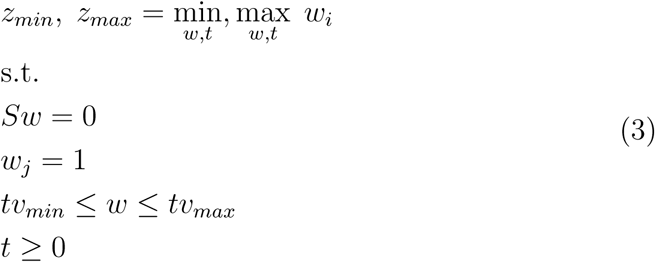 z_{min}, z_{max} = \min_{w,t}, \max_{w,t} w_i
s.t.
Sw = 0
(3)
w_j = 1
tv_{min} ≤ w ≤ tv_{max}
t ≥ 0